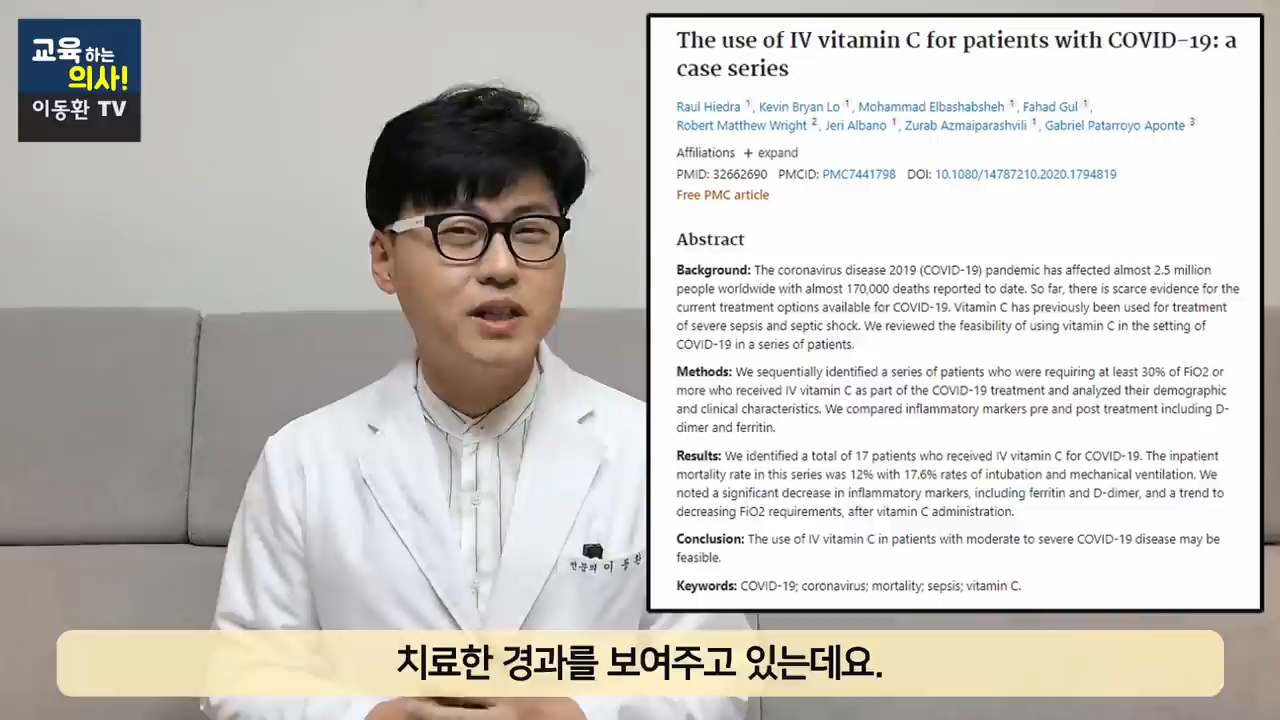 교육하는
의사!
이동환 TV
The use of IV vitamin C for patients with COVID-19: a
case series
Raul Hiedra 1, Kevin Bryan Lo 1, Mohammad Elbashabsheh 1, Fahad Gul 1,
Robert Matthew Wright 2, Jeri Albano 1, Zurab Azmaiparashvili 1, Gabriel Patarroyo Aponte 3
Affiliations + expand
PMID: 32662690 PMCID: PMC7441798 DOI: 10.1080/14787210.2020.1794819
Free PMC article
Abstract
Background: The coronavirus disease 2019 (COVID-19) pandemic has affected almost 2.5 million
people worldwide with almost 170,000 deaths reported to date. So far, there is scarce evidence for the
current treatment options available for COVID-19. Vitamin C has previously been used for treatment
of severe sepsis and septic shock. We reviewed the feasibility of using vitamin C in the setting of
COVID-19 in a series of patients.
Methods: We sequentially identified a series of patients who were requiring at least 30% of FiO2 or
more who received IV vitamin C as part of the COVID-19 treatment and analyzed their demographic
and clinical characteristics. We compared inflammatory markers pre and post treatment including D-
dimer and ferritin.
Results: We identified a total of 17 patients who received IV vitamin C for COVID-19. The inpatient
mortality rate in this series was 12% with 17.6% rates of intubation and mechanical ventilation. We
noted a significant decrease in inflammatory markers, including ferritin and D-dimer, and a trend to
decreasing FiO2 requirements, after vitamin C administration.
Conclusion: The use of IV vitamin C in patients with moderate to severe COVID-19 disease may be
feasible.
Keywords: COVID-19; coronavirus; mortality; sepsis; vitamin C.
전문의 이동환
치료한 경과를 보여주고 있는데요.